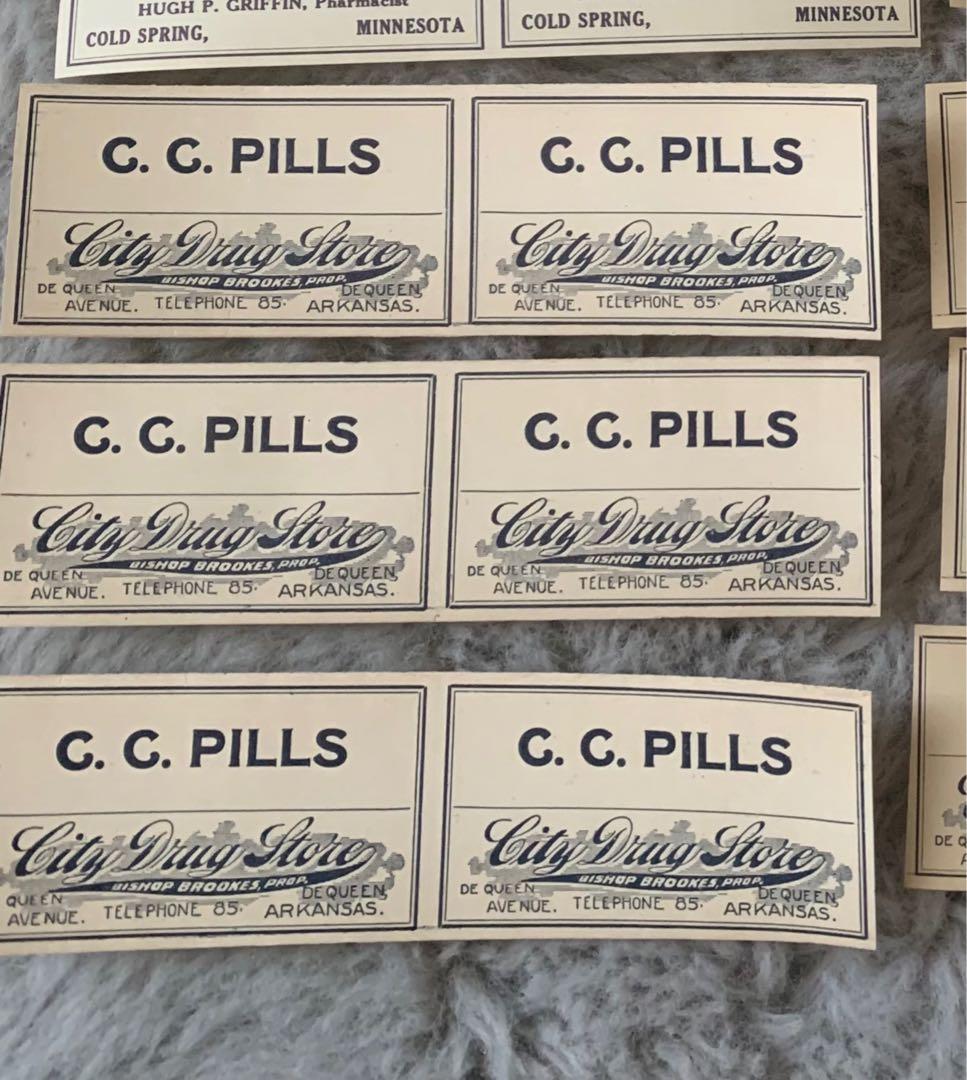 HUGH P. GRIFFIN, Pharmacist
COLD SPRING, MINNESOTA
COLD SPRING, MINNESOTA
C. C. PILLS
City Drug Store
BISHOP BROOKES, PROP.
DE QUEEN AVENUE. TELEPHONE 85. DE QUEEN, ARKANSAS.
C. C. PILLS
City Drug Store
BISHOP BROOKES, PROP.
DE QUEEN AVENUE. TELEPHONE 85. DE QUEEN, ARKANSAS.
C. C. PILLS
City Drug Store
BISHOP BROOKES, PROP.
DE QUEEN AVENUE. TELEPHONE 85. DE QUEEN, ARKANSAS.
C. C. PILLS
City Drug Store
BISHOP BROOKES, PROP.
DE QUEEN AVENUE. TELEPHONE 85. DE QUEEN, ARKANSAS.
C. C. PILLS
City Drug Store
BISHOP BROOKES, PROP.
QUEEN AVENUE. TELEPHONE 85. DE QUEEN, ARKANSAS.
C. C. PILLS
City Drug Store
BISHOP BROOKES, PROP.
DE QUEEN AVENUE. TELEPHONE 85. DE QUEEN, ARKANSAS.
DE